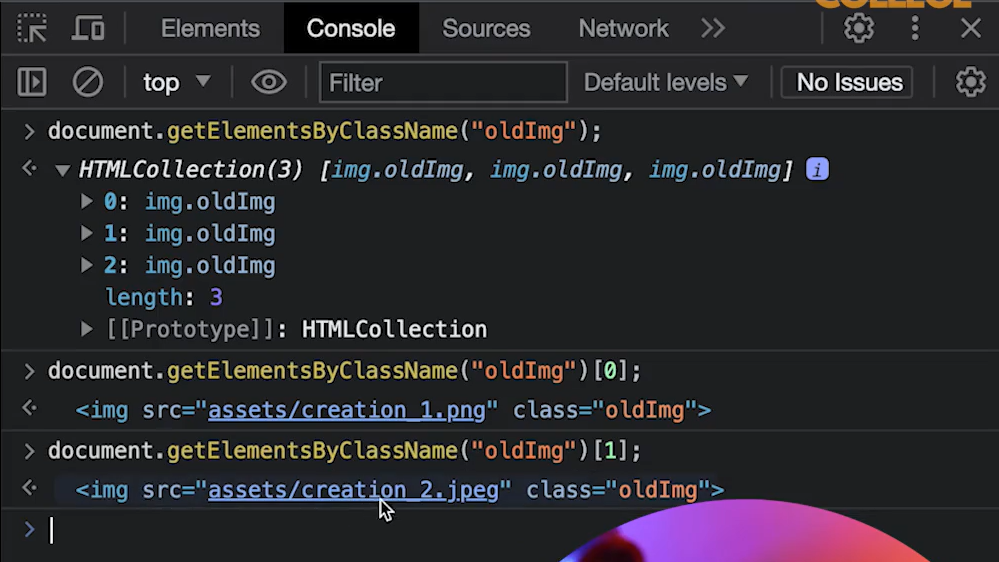 COLLEGE
Elements Console Sources Network
top Filter Default levels No Issues
document.getElementsByClassName("oldImg");
HTMLCollection(3) [img.oldImg, img.oldImg, img.oldImg] i
0: img.oldImg
1: img.oldImg
2: img.oldImg
length: 3
[[Prototype]]: HTMLCollection
document.getElementsByClassName("oldImg")[0];
<img src="assets/creation_1.png" class="oldImg">
document.getElementsByClassName("oldImg")[1];
<img src="assets/creation_2.jpeg" class="oldImg">